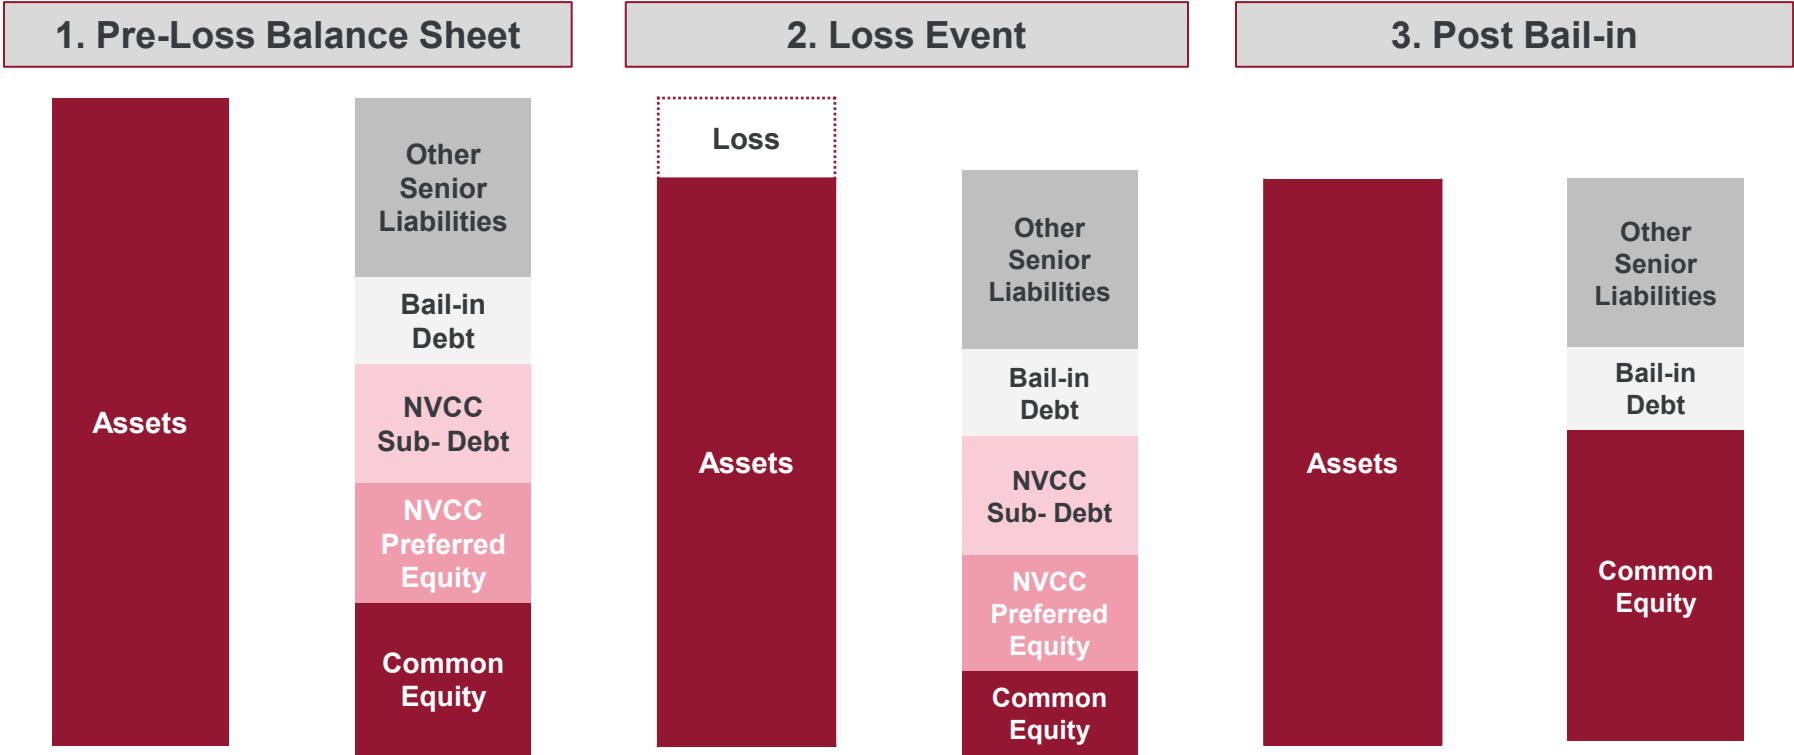 1. Pre-Loss Balance Sheet
2. Loss Event
3. Post Bail-in
Assets
Other
Senior
Liabilities
Bail-in
Debt
NVCC
Sub- Debt
NVCC
Preferred
Equity
Common
Equity
Loss
Assets
Other
Senior
Liabilities
Bail-in
Debt
NVCC
Sub- Debt
NVCC
Preferred
Equity
Common
Equity
Assets
Other
Senior
Liabilities
Bail-in
Debt
Common
Equity